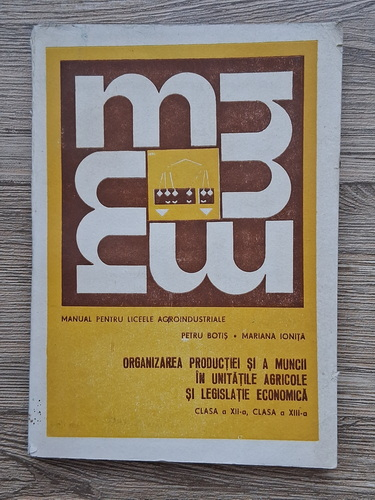 m
m
m
m
MANUAL PENTRU LICEELE AGROINDUSTRIALE
PETRU BOTIȘ • MARIANA IONIȚA
ORGANIZAREA PRODUCȚIEI ȘI A MUNCII
ÎN UNITĂȚILE AGRICOLE
ȘI LEGISLAȚIE ECONOMICĂ
CLASA a XII-a, CLASA a XIII-a